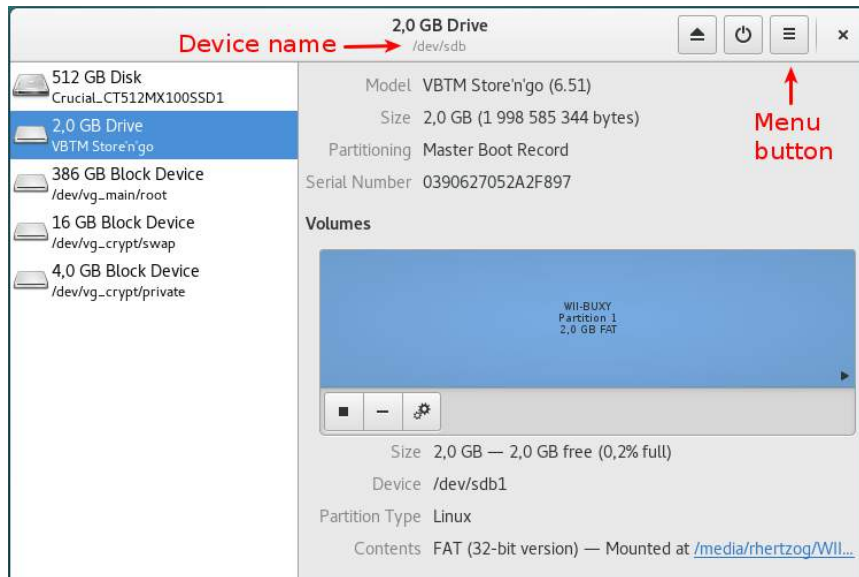 2,0 GB Drive
Device name
/dev/sdb
Menu
button
512 GB Disk
Crucial_CT512MX100SSD1
2,0 GB Drive
VBTM Store'n'go
386 GB Block Device
/dev/vg_main/root
16 GB Block Device
/dev/vg_crypt/swap
4,0 GB Block Device
/dev/vg_crypt/private
Model VBTM Store'n'go (6.51)
Size 2,0 GB (1 998 585 344 bytes)
Partitioning Master Boot Record
Serial Number 0390627052A2F897
Volumes
WII-BUXY
Partition 1
2,0 GB FAT
Size 2,0 GB — 2,0 GB free (0,2% full)
Device /dev/sdb1
Partition Type Linux
Contents FAT (32-bit version) — Mounted at /media/rhertzog/WII...